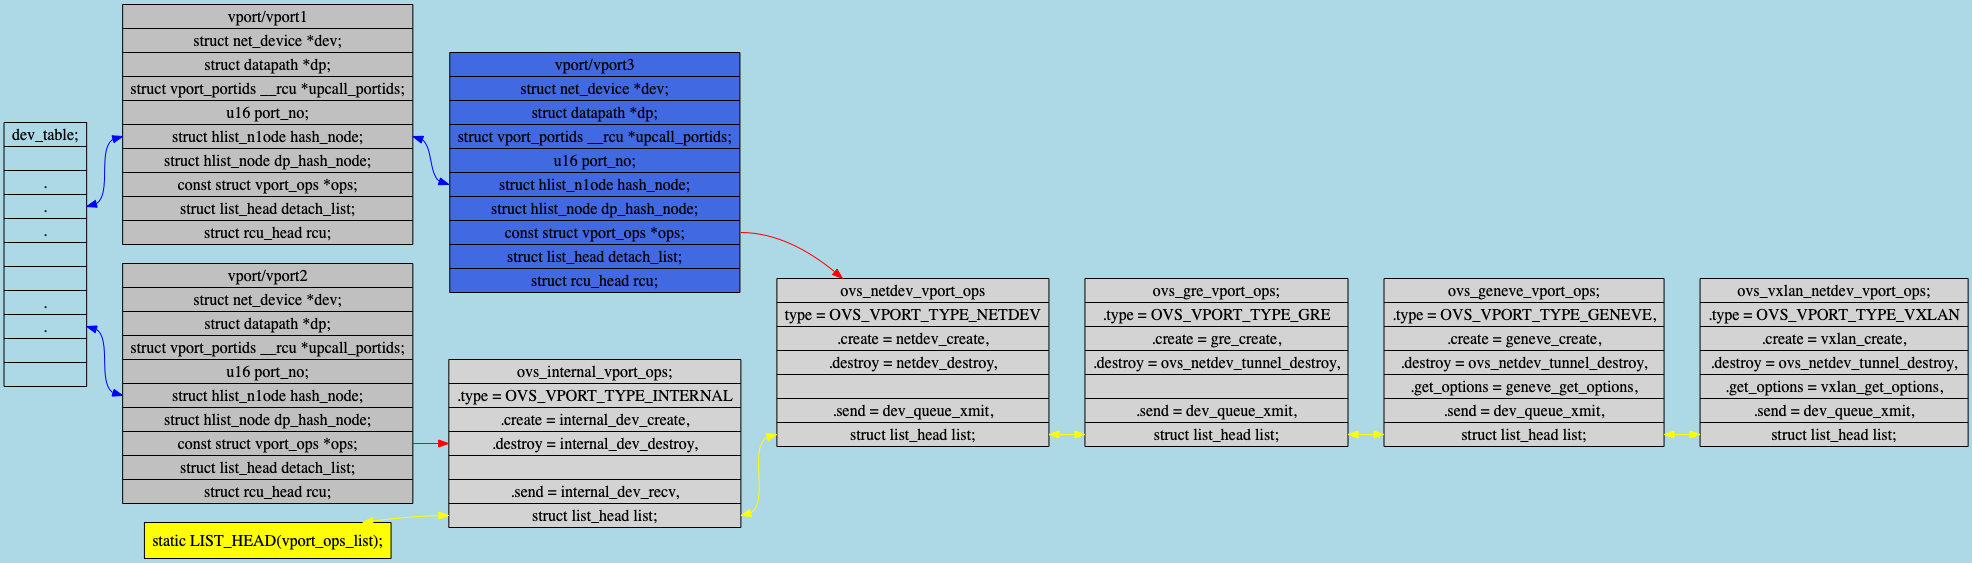 dev_table;
.
.
.
.
.
vport/vport1
struct net_device *dev;
struct datapath *dp;
struct vport_portids __rcu *upcall_portids;
u16 port_no;
struct hlist_n1ode hash_node;
struct hlist_node dp_hash_node;
const struct vport_ops *ops;
struct list_head detach_list;
struct rcu_head rcu;
vport/vport2
struct net_device *dev;
struct datapath *dp;
struct vport_portids __rcu *upcall_portids;
u16 port_no;
struct hlist_n1ode hash_node;
struct hlist_node dp_hash_node;
const struct vport_ops *ops;
struct list_head detach_list;
struct rcu_head rcu;
static LIST_HEAD(vport_ops_list);
vport/vport3
struct net_device *dev;
struct datapath *dp;
struct vport_portids __rcu *upcall_portids;
u16 port_no;
struct hlist_n1ode hash_node;
struct hlist_node dp_hash_node;
const struct vport_ops *ops;
struct list_head detach_list;
struct rcu_head rcu;
ovs_internal_vport_ops;
.type = OVS_VPORT_TYPE_INTERNAL
.create = internal_dev_create,
.destroy = internal_dev_destroy,
.send = internal_dev_recv,
struct list_head list;
ovs_netdev_vport_ops
type = OVS_VPORT_TYPE_NETDEV
.create = netdev_create,
.destroy = netdev_destroy,
.send = dev_queue_xmit,
struct list_head list;
ovs_gre_vport_ops;
.type = OVS_VPORT_TYPE_GRE
.create = gre_create,
.destroy = ovs_netdev_tunnel_destroy,
.send = dev_queue_xmit,
struct list_head list;
ovs_geneve_vport_ops;
.type = OVS_VPORT_TYPE_GENEVE,
.create = geneve_create,
.destroy = ovs_netdev_tunnel_destroy,
.get_options = geneve_get_options,
.send = dev_queue_xmit,
struct list_head list;
ovs_vxlan_netdev_vport_ops;
.type = OVS_VPORT_TYPE_VXLAN
.create = vxlan_create,
.destroy = ovs_netdev_tunnel_destroy,
.get_options = vxlan_get_options,
.send = dev_queue_xmit,
struct list_head list;